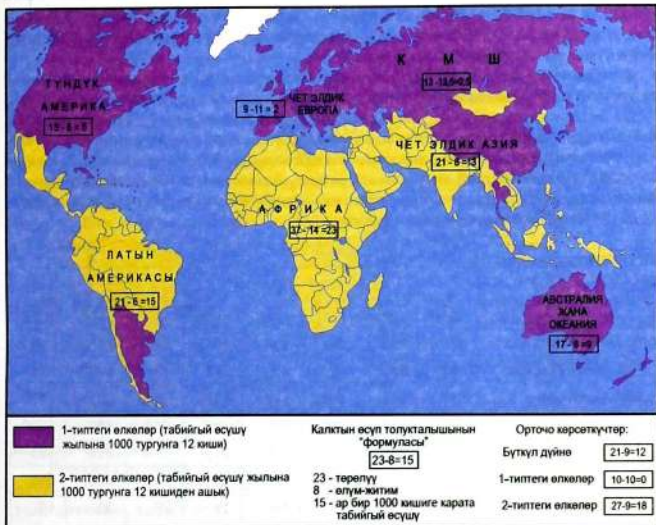 К М Ш
13 -15,5=2,5
ТҮНДҮК
АМЕРИКА
ЧЕТ ЭЛДИК
ЕВРОПА
9 -11 = 2
ЧЕТ ЭЛДИК АЗИЯ
21 - 8 =13
АФРИКА
37 - 14 =23
ЛАТЫН
АМЕРИКАСЫ
21 - 6 =15
АВСТРАЛИЯ
ЖАНА
ОКЕАНИЯ
17 - 8 =9
1-типтеги өлкөлөр (табийгый өсүшү
жылына 1000 тургунга 12 киши)
2-типтеги өлкөлөр (табийгый өсүшү жылына
1000 тургунга 12 кишиден ашык)
Калктын өсүп толукталышынын
"формуласы"
23-8=15
23 - төрөлүү
8 - өлүм-житим
15 - ар бир 1000 кишиге карата
табийгый өсүшү
Орточо көрсөткүчтөр:
Бүткүл дүйнө 21-9=12
1-типтеги өлкөлөр 10-10=0
2-типтеги өлкөлөр 27-9=18